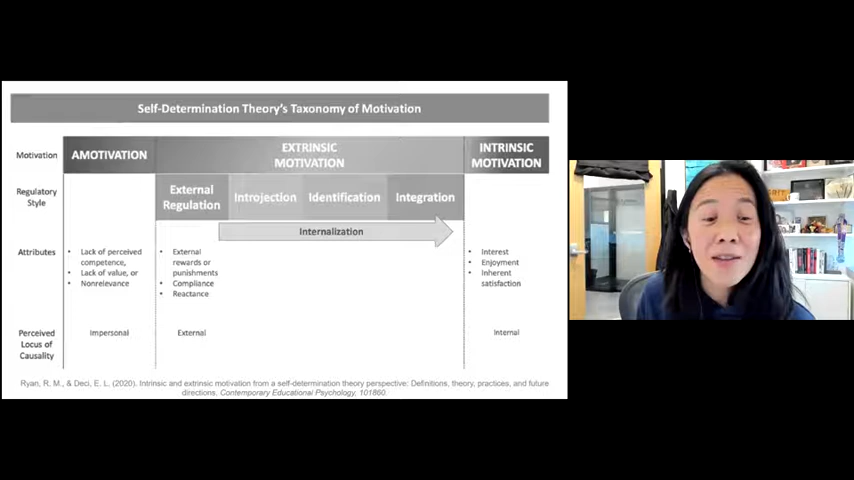 Self-Determination Theory's Taxonomy of Motivation
Motivation
AMOTIVATION
EXTRINSIC
MOTIVATION
INTRINSIC
MOTIVATION
Regulatory
Style
External
Regulation
Introjection
Identification
Integration
Internalization
Attributes
• Lack of perceived
competence,
• Lack of value, or
• Nonrelevance
• External
rewards or
punishments
• Compliance
• Reactance
• Interest
• Enjoyment
• Inherent
satisfaction
Perceived
Locus of
Causality
Impersonal
External
Internal
Ryan, R. M., & Deci, E. L. (2020). Intrinsic and extrinsic motivation from a self-determination theory perspective: Definitions, theory, practices, and future
directions, Contemporary Educational Psychology, 101860.